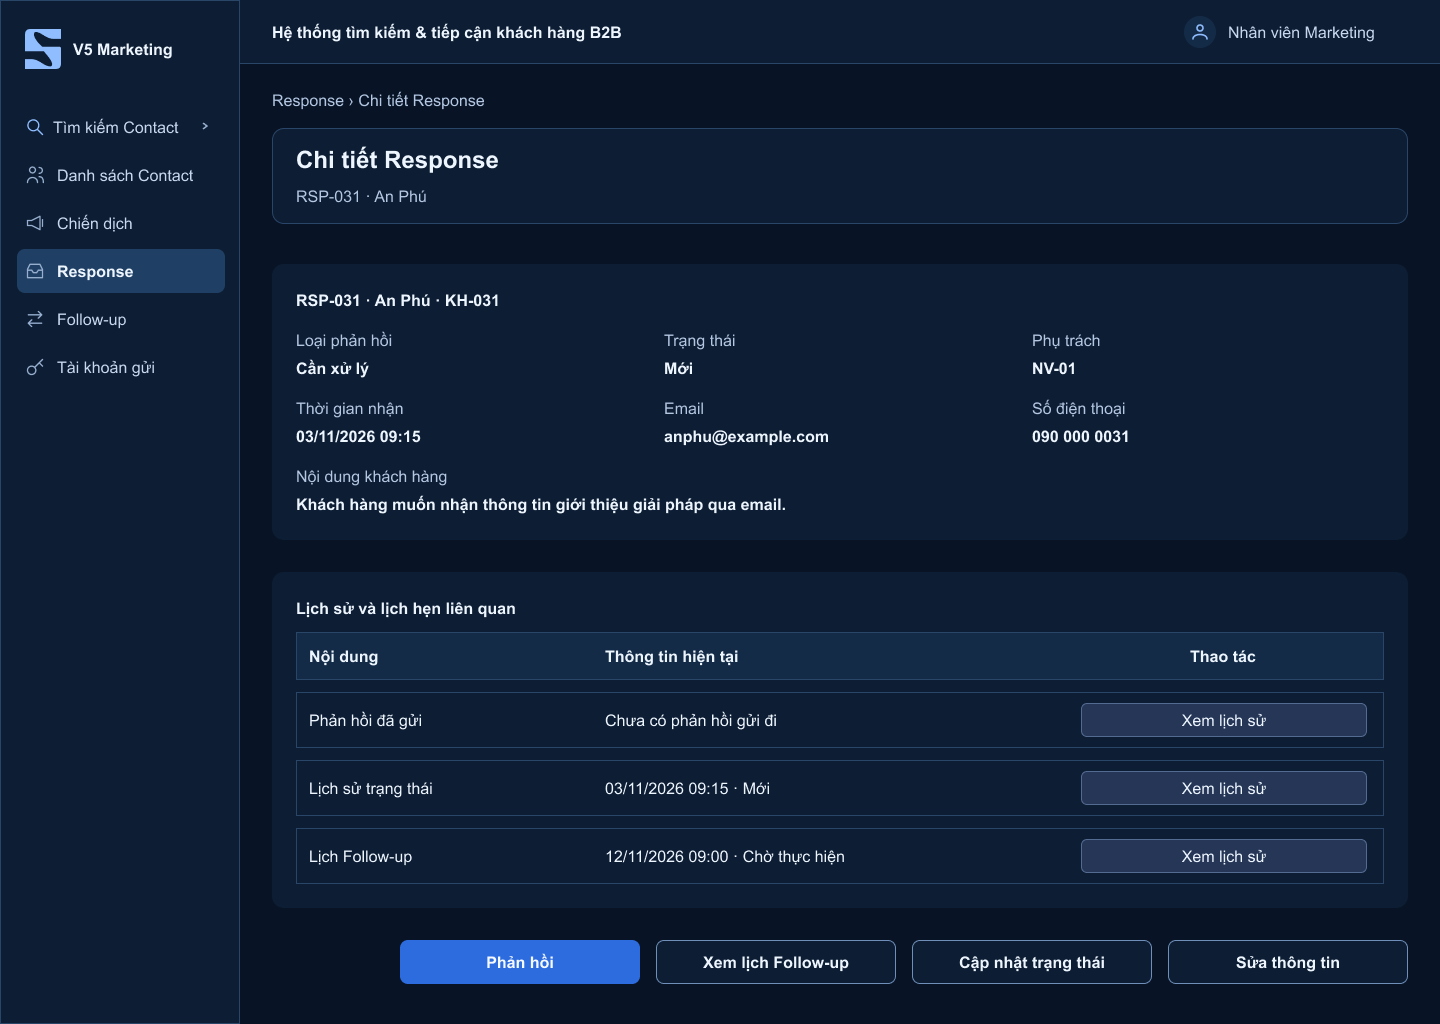 V5 Marketing
Tìm kiếm Contact
Danh sách Contact
Chiến dịch
Response
Follow-up
Tài khoản gửi
Hệ thống tìm kiếm & tiếp cận khách hàng B2B
Nhân viên Marketing
Response › Chi tiết Response
Chi tiết Response
RSP-031 · An Phú
RSP-031 · An Phú · KH-031
Loại phản hồi
Cần xử lý
Trạng thái
Mới
Phụ trách
NV-01
Thời gian nhận
03/11/2026 09:15
Email
anphu@example.com
Số điện thoại
090 000 0031
Nội dung khách hàng
Khách hàng muốn nhận thông tin giới thiệu giải pháp qua email.
Lịch sử và lịch hẹn liên quan
Nội dung Thông tin hiện tại Thao tác
Phản hồi đã gửi Chưa có phản hồi gửi đi Xem lịch sử
Lịch sử trạng thái 03/11/2026 09:15 · Mới Xem lịch sử
Lịch Follow-up 12/11/2026 09:00 · Chờ thực hiện Xem lịch sử
Phản hồi
Xem lịch Follow-up
Cập nhật trạng thái
Sửa thông tin